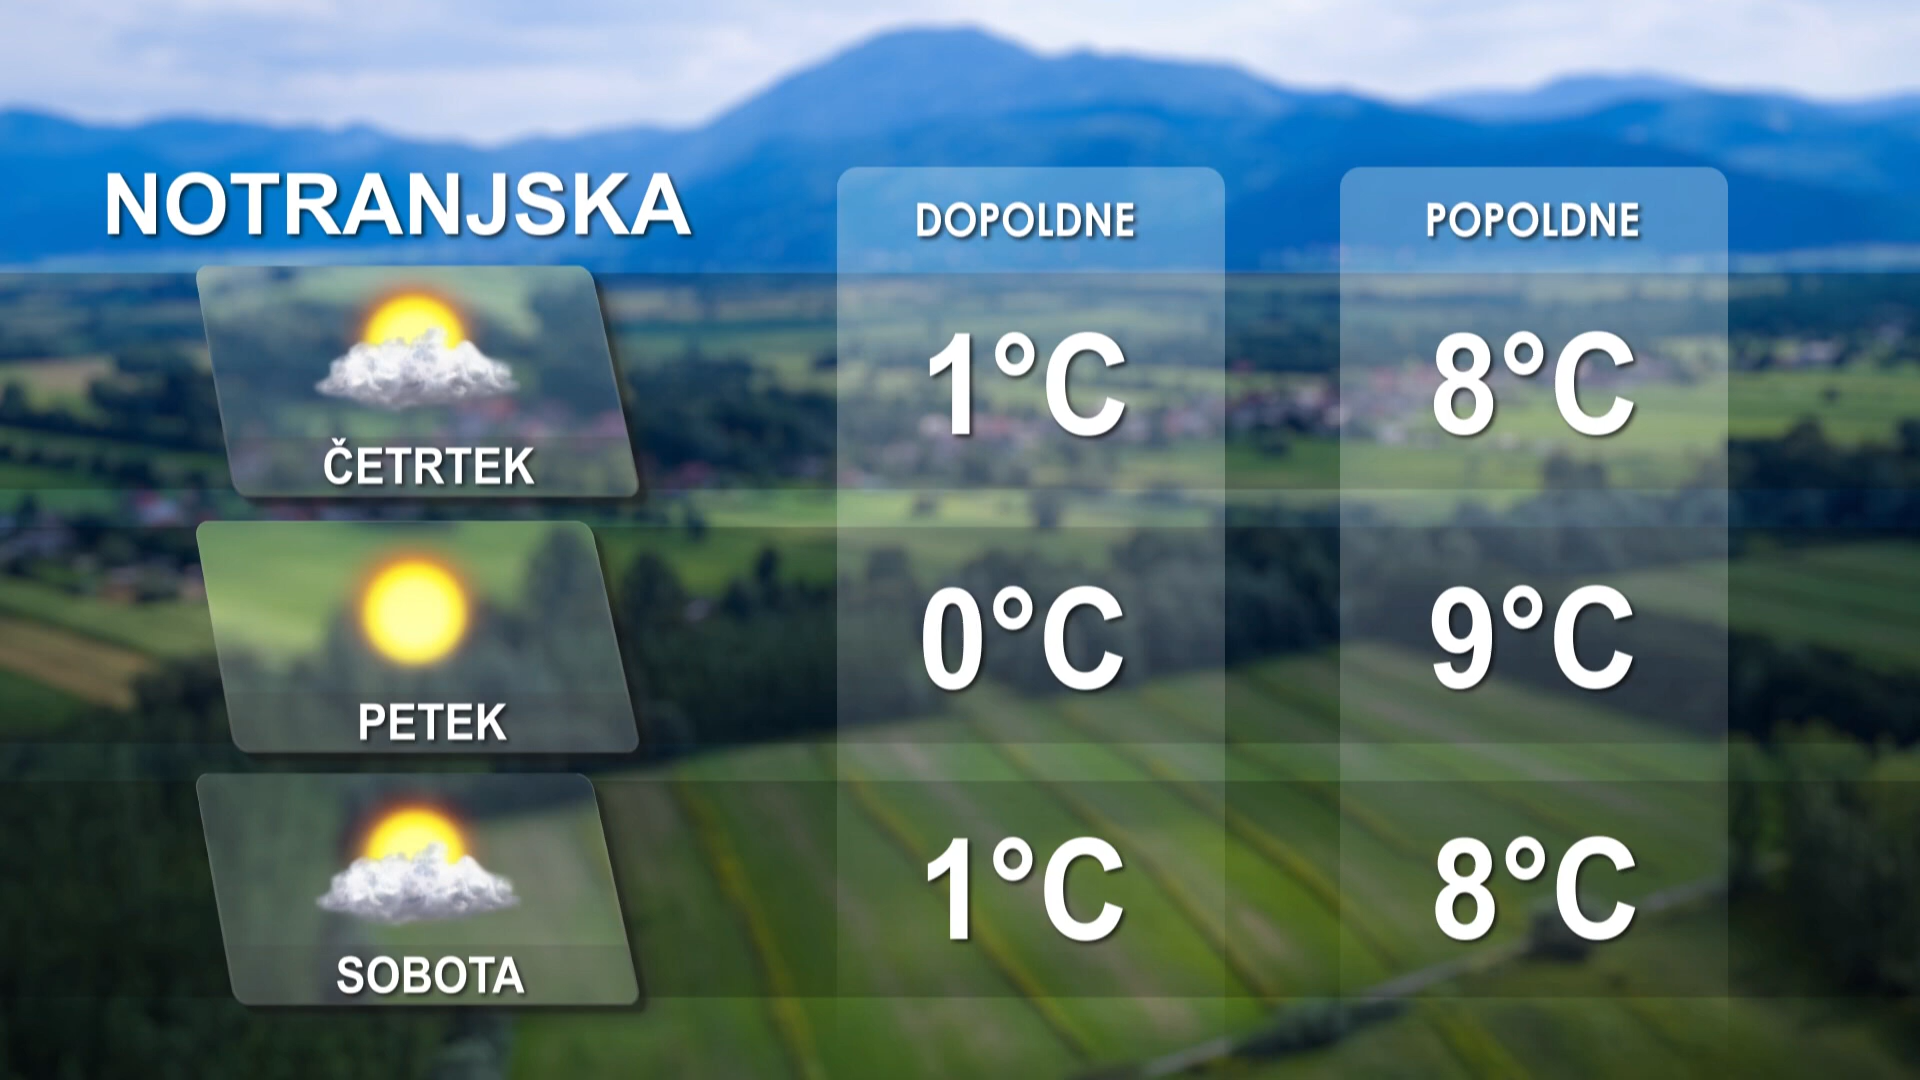 NOTRANJSKA
DOPOLDNE
POPOLDNE
1°C
8°C
ČETRTEK
0°C
9°C
PETEK
1°C
8°C
SOBOTA